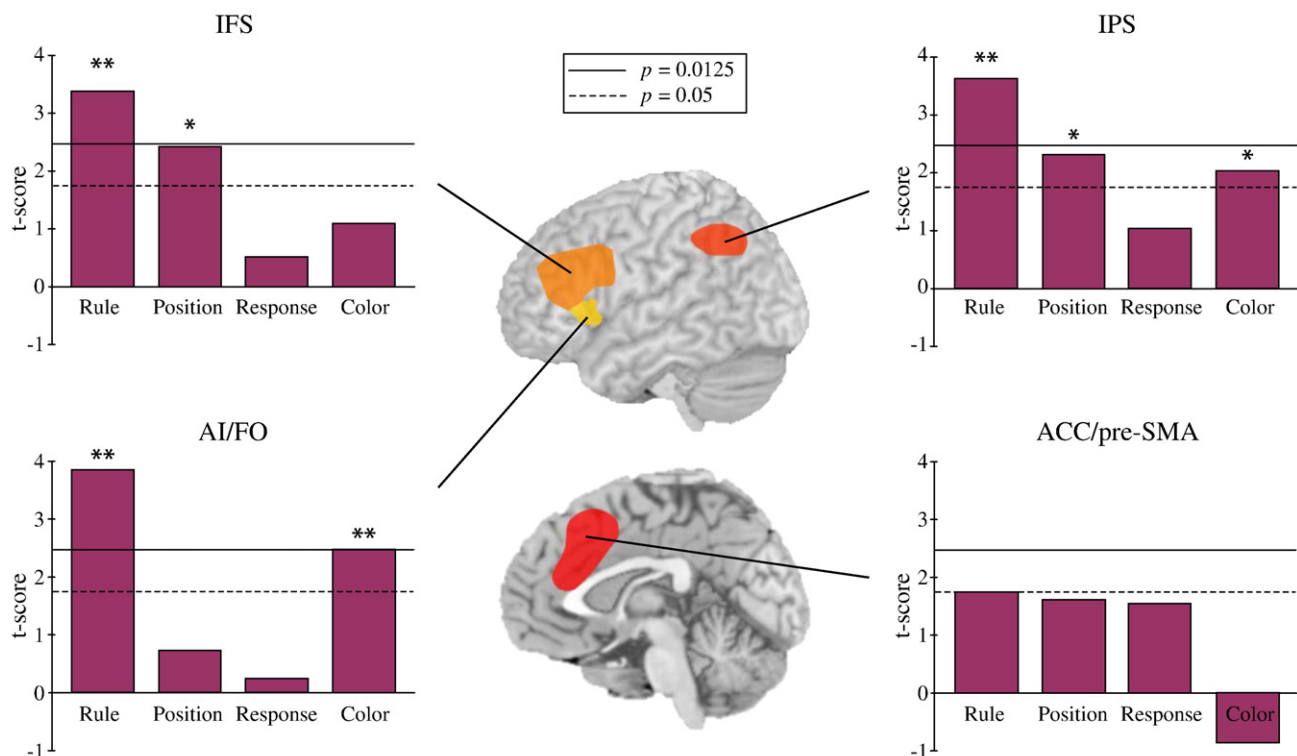 IFS
4
3
2
1
0
-1
t-score
**
*
Rule Position Response Color
p = 0.0125
p = 0.05
IPS
4
3
2
1
0
-1
t-score
**
*
*
Rule Position Response Color
AI/FO
4
3
2
1
0
-1
t-score
**
**
Rule Position Response Color
ACC/pre-SMA
4
3
2
1
0
-1
t-score
Rule Position Response Color